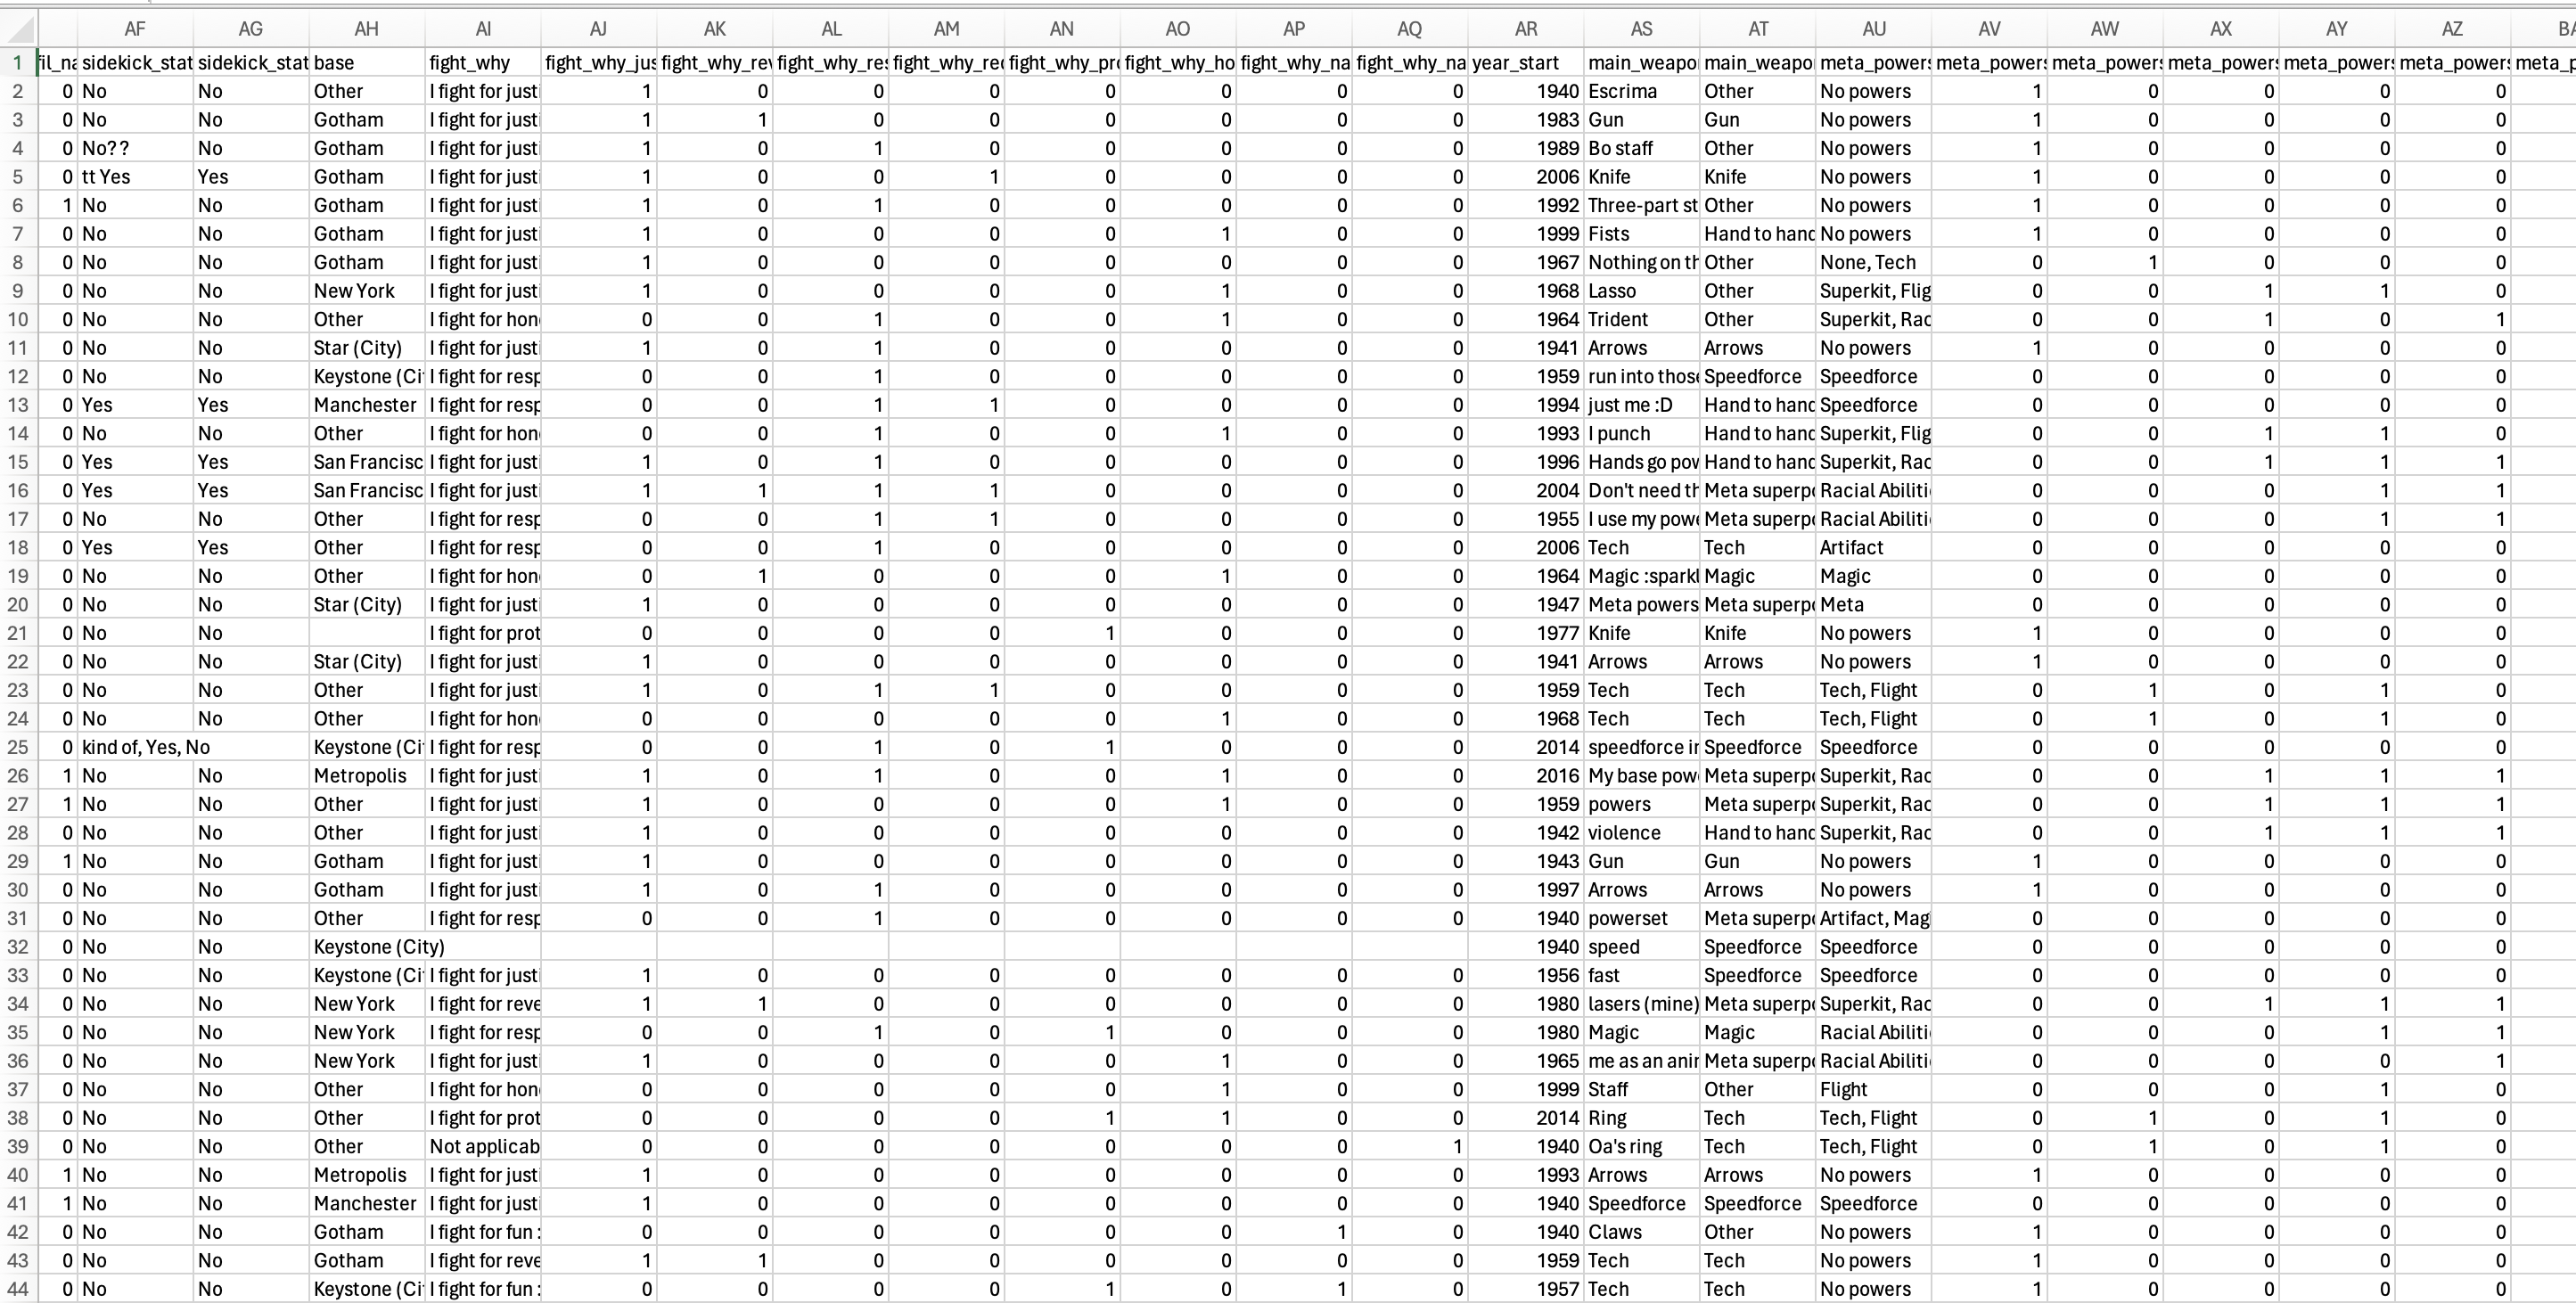 AF AG AH AI AJ AK AL AM AN AO AP AQ AR AS AT AU AV AW AX AY AZ BA
1 fil_na sidekick_stat sidekick_stat base fight_why fight_why_jus fight_why_rev fight_why_res fight_why_red fight_why_pro fight_why_ho fight_why_na fight_why_na year_start main_weapo main_weapo meta_powers meta_powers meta_powers meta_powers meta_powers meta_powers meta_p
2 0 No No Other I fight for justi 1 0 0 0 0 0 0 0 1940 Escrima Other No powers 1 0 0 0 0
3 0 No No Gotham I fight for justi 1 1 0 0 0 0 0 0 1983 Gun Gun No powers 1 0 0 0 0
4 0 No?? No Gotham I fight for justi 1 0 1 0 0 0 0 0 1989 Bo staff Other No powers 1 0 0 0 0
5 0 tt Yes Yes Gotham I fight for justi 1 0 0 1 0 0 0 0 2006 Knife Knife No powers 1 0 0 0 0
6 1 No No Gotham I fight for justi 1 0 1 0 0 0 0 0 1992 Three-part st Other No powers 1 0 0 0 0
7 0 No No Gotham I fight for justi 1 0 0 0 0 1 0 0 1999 Fists Hand to hand No powers 1 0 0 0 0
8 0 No No Gotham I fight for justi 1 0 0 0 0 0 0 0 1967 Nothing on th Other None, Tech 0 1 0 0 0
9 0 No No New York I fight for justi 1 0 0 0 0 1 0 0 1968 Lasso Other Superkit, Flig 0 0 1 1 0
10 0 No No Other I fight for hon 0 0 1 0 0 1 0 0 1964 Trident Other Superkit, Rac 0 0 1 0 1
11 0 No No Star (City) I fight for justi 1 0 1 0 0 0 0 0 1941 Arrows Arrows No powers 1 0 0 0 0
12 0 No No Keystone (Cit I fight for resp 0 0 1 0 0 0 0 0 1959 run into those Speedforce Speedforce 0 0 0 0 0
13 0 Yes Yes Manchester I fight for resp 0 0 1 1 0 0 0 0 1994 just me :D Hand to hand Speedforce 0 0 0 0 0
14 0 No No Other I fight for hon 0 0 1 0 0 1 0 0 1993 I punch Hand to hand Superkit, Flig 0 0 1 1 0
15 0 Yes Yes San Francisc I fight for justi 1 0 1 0 0 0 0 0 1996 Hands go pow Hand to hand Superkit, Rac 0 0 1 1 1
16 0 Yes Yes San Francisc I fight for justi 1 1 1 1 0 0 0 0 2004 Don't need th Meta superpo Racial Abiliti 0 0 0 1 1
17 0 No No Other I fight for resp 0 0 1 1 0 0 0 0 1955 I use my powe Meta superpo Racial Abiliti 0 0 0 1 1
18 0 Yes Yes Other I fight for resp 0 0 1 0 0 0 0 0 2006 Tech Tech Artifact 0 0 0 0 0
19 0 No No Other I fight for hon 0 1 0 0 0 1 0 0 1964 Magic :sparkl Magic Magic 0 0 0 0 0
20 0 No No Star (City) I fight for justi 1 0 0 0 0 0 0 0 1947 Meta powers Meta superpo Meta 0 0 0 0 0
21 0 No No I fight for prot 0 0 0 0 1 0 0 0 1977 Knife Knife No powers 1 0 0 0 0
22 0 No No Star (City) I fight for justi 1 0 0 0 0 0 0 0 1941 Arrows Arrows No powers 1 0 0 0 0
23 0 No No Other I fight for justi 1 0 1 1 0 0 0 0 1959 Tech Tech Tech, Flight 0 1 0 1 0
24 0 No No Other I fight for hon 0 0 0 0 0 1 0 0 1968 Tech Tech Tech, Flight 0 1 0 1 0
25 0 kind of, Yes, No Keystone (Cit I fight for resp 0 0 1 0 1 0 0 0 2014 speedforce in Speedforce Speedforce 0 0 0 0 0
26 1 No No Metropolis I fight for justi 1 0 1 0 0 1 0 0 2016 My base pow Meta superpo Superkit, Rac 0 0 1 1 1
27 1 No No Other I fight for justi 1 0 0 0 0 1 0 0 1959 powers Meta superpo Superkit, Rac 0 0 1 1 1
28 0 No No Other I fight for justi 1 0 0 0 0 0 0 0 1942 violence Hand to hand Superkit, Rac 0 0 1 1 1
29 1 No No Gotham I fight for justi 1 0 0 0 0 0 0 0 1943 Gun Gun No powers 1 0 0 0 0
30 0 No No Gotham I fight for justi 1 0 1 0 0 0 0 0 1997 Arrows Arrows No powers 1 0 0 0 0
31 0 No No Other I fight for resp 0 0 1 0 0 0 0 0 1940 powerset Meta superpo Artifact, Mag 0 0 0 0 0
32 0 No No Keystone (City) 1940 speed Speedforce Speedforce 0 0 0 0 0
33 0 No No Keystone (Cit I fight for justi 1 0 0 0 0 0 0 0 1956 fast Speedforce Speedforce 0 0 0 0 0
34 0 No No New York I fight for reve 1 1 0 0 0 0 0 0 1980 lasers (mine) Meta superpo Superkit, Rac 0 0 1 1 1
35 0 No No New York I fight for resp 0 0 1 0 1 0 0 0 1980 Magic Magic Racial Abiliti 0 0 0 1 1
36 0 No No New York I fight for justi 1 0 0 0 0 1 0 0 1965 me as an anir Meta superpo Racial Abiliti 0 0 0 0 1
37 0 No No Other I fight for hon 0 0 0 0 0 1 0 0 1999 Staff Other Flight 0 0 0 1 0
38 0 No No Other I fight for prot 0 0 0 0 1 1 0 0 2014 Ring Tech Tech, Flight 0 1 0 1 0
39 0 No No Other Not applicab 0 0 0 0 0 0 0 1 1940 Oa's ring Tech Tech, Flight 0 1 0 1 0
40 1 No No Metropolis I fight for justi 1 0 0 0 0 0 0 0 1993 Arrows Arrows No powers 1 0 0 0 0
41 1 No No Manchester I fight for justi 1 0 0 0 0 0 0 0 1940 Speedforce Speedforce Speedforce 0 0 0 0 0
42 0 No No Gotham I fight for fun : 0 0 0 0 0 0 1 0 1940 Claws Other No powers 1 0 0 0 0
43 0 No No Gotham I fight for reve 1 1 0 0 0 0 0 0 1959 Tech Tech No powers 1 0 0 0 0
44 0 No No Keystone (Cit I fight for fun : 0 0 0 0 1 0 1 0 1957 Tech Tech No powers 1 0 0 0 0